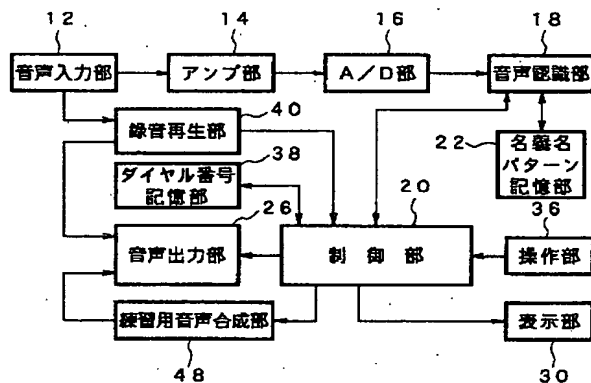 12
14
16
18
音声入力部
アンプ部
A/D部
音声認識部
40
録音再生部
38
22
名義名
パターン
記憶部
ダイヤル番号
記憶部
26
20
36
音声出力部
制御部
操作部
練習用音声合成部
表示部
48
30